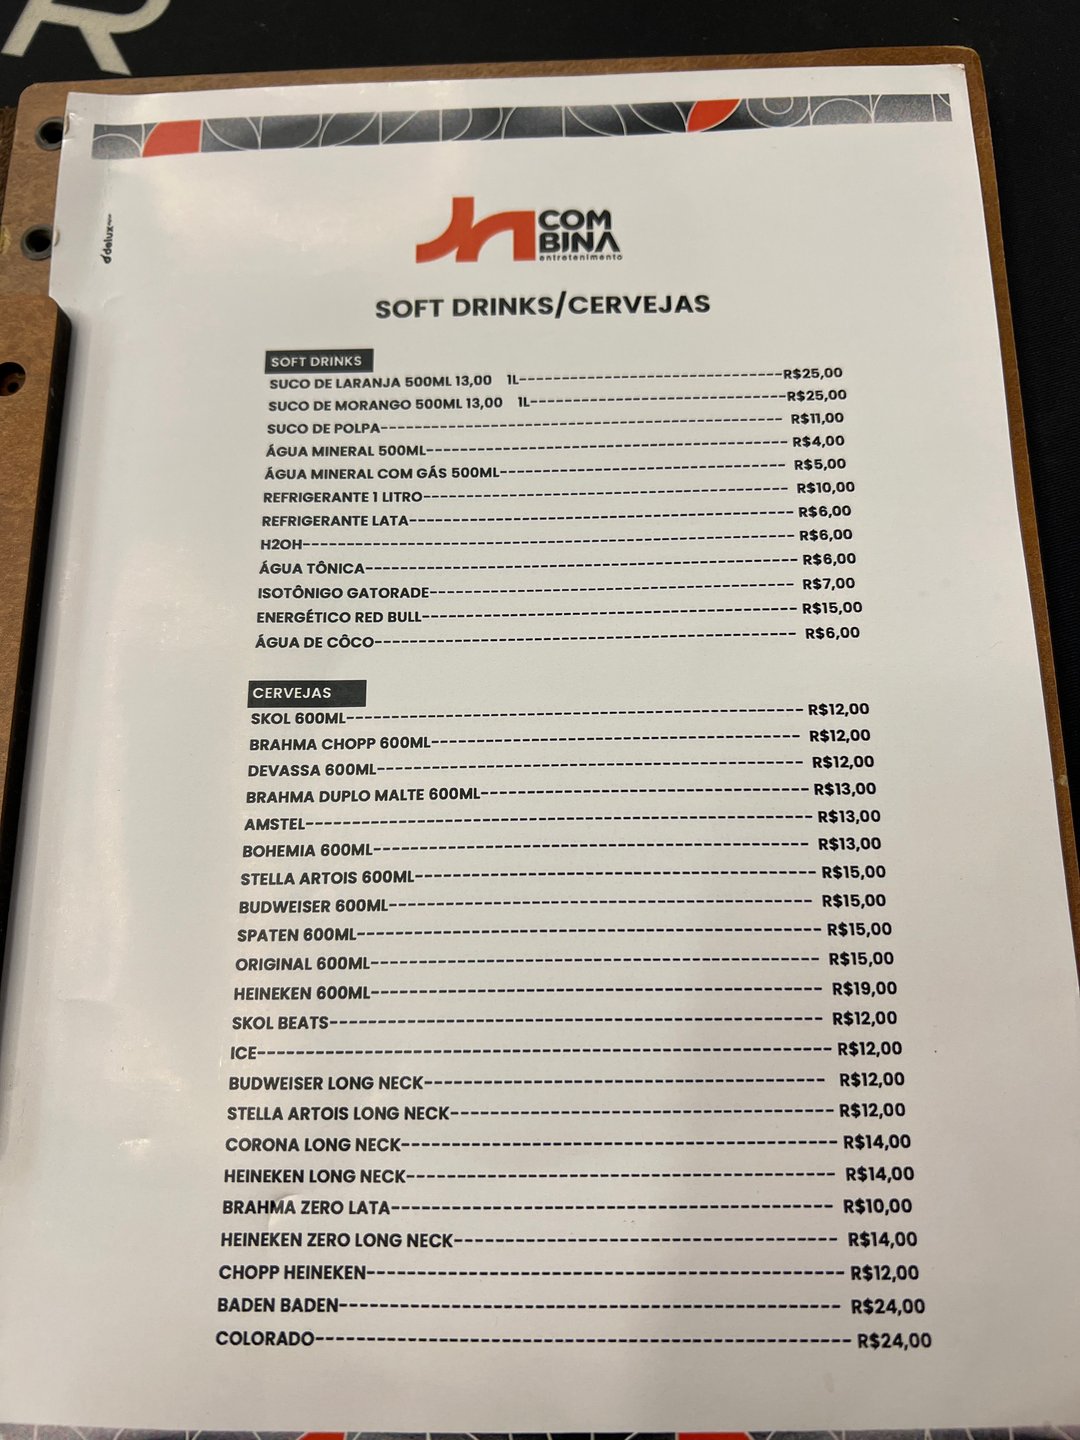 R
delux
COM
BINA
entretenimento
SOFT DRINKS/CERVEJAS
SOFT DRINKS
SUCO DE LARANJA 500ML 13,00 1L----------R$25,00
SUCO DE MORANGO 500ML 13,00 1L----------R$25,00
SUCO DE POLPA---------- R$11,00
ÁGUA MINERAL 500ML---------- R$4,00
ÁGUA MINERAL COM GÁS 500ML---------- R$5,00
REFRIGERANTE 1 LITRO---------- R$10,00
REFRIGERANTE LATA---------- R$6,00
H2OH---------- R$6,00
ÁGUA TÔNICA---------- R$6,00
ISOTÔNIGO GATORADE---------- R$7,00
ENERGÉTICO RED BULL---------- R$15,00
ÁGUA DE CÔCO---------- R$6,00
CERVEJAS
SKOL 600ML---------- R$12,00
BRAHMA CHOPP 600ML---------- R$12,00
DEVASSA 600ML---------- R$12,00
BRAHMA DUPLO MALTE 600ML---------- R$13,00
AMSTEL---------- R$13,00
BOHEMIA 600ML---------- R$13,00
STELLA ARTOIS 600ML---------- R$15,00
BUDWEISER 600ML---------- R$15,00
SPATEN 600ML---------- R$15,00
ORIGINAL 600ML---------- R$15,00
HEINEKEN 600ML---------- R$19,00
SKOL BEATS---------- R$12,00
ICE---------- R$12,00
BUDWEISER LONG NECK---------- R$12,00
STELLA ARTOIS LONG NECK---------- R$12,00
CORONA LONG NECK---------- R$14,00
HEINEKEN LONG NECK---------- R$14,00
BRAHMA ZERO LATA---------- R$10,00
HEINEKEN ZERO LONG NECK---------- R$14,00
CHOPP HEINEKEN---------- R$12,00
BADEN BADEN---------- R$24,00
COLORADO---------- R$24,00